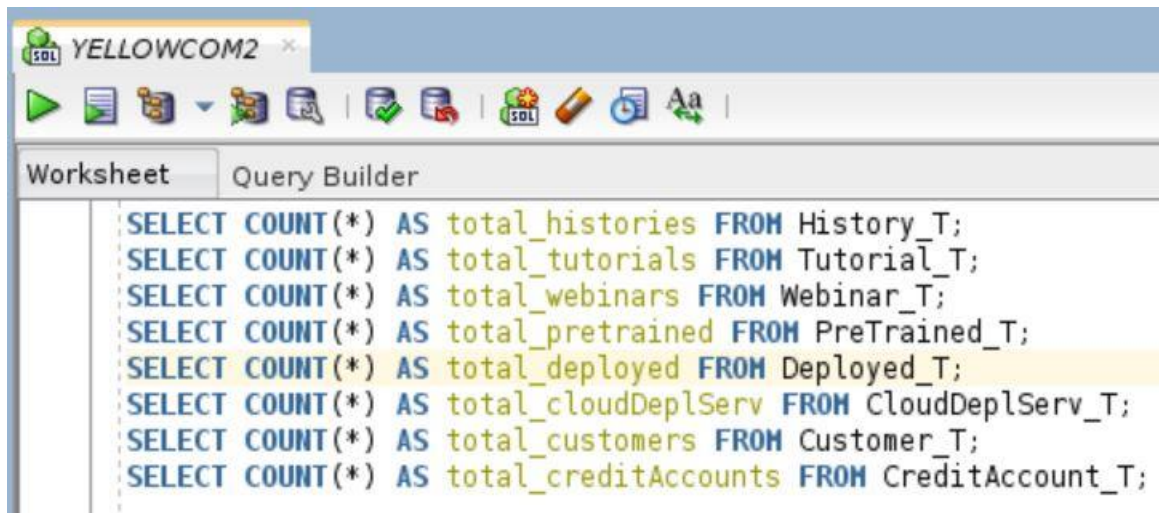 YELLOWCOM2
Worksheet Query Builder
SELECT COUNT(*) AS total_histories FROM History_T;
SELECT COUNT(*) AS total_tutorials FROM Tutorial_T;
SELECT COUNT(*) AS total_webinars FROM Webinar_T;
SELECT COUNT(*) AS total_pretrained FROM PreTrained_T;
SELECT COUNT(*) AS total_deployed FROM Deployed_T;
SELECT COUNT(*) AS total_cloudDeplServ FROM CloudDeplServ_T;
SELECT COUNT(*) AS total_customers FROM Customer_T;
SELECT COUNT(*) AS total_creditAccounts FROM CreditAccount_T;